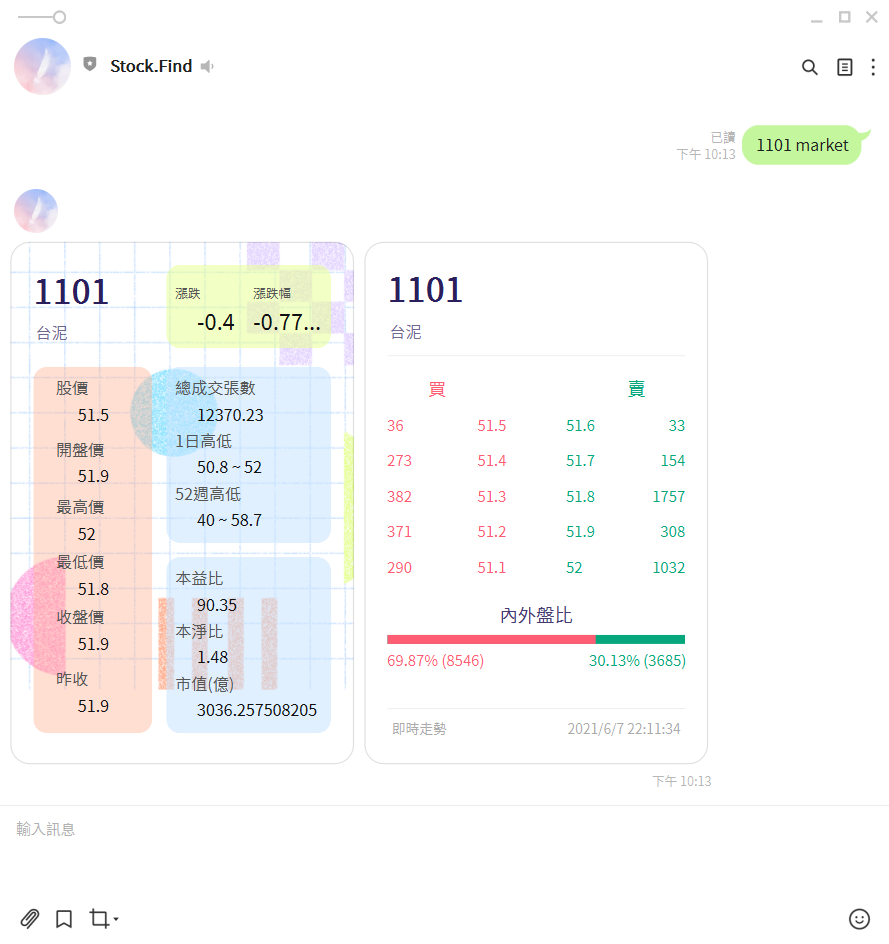 Stock.Find
已讀
下午 10:13
1101 market
1101
台泥
漲跌 漲跌幅
-0.4 -0.77...
股價
51.5
開盤價
51.9
最高價
52
最低價
51.8
收盤價
51.9
昨收
51.9
總成交張數
12370.23
1日高低
50.8 ~ 52
52週高低
40 ~ 58.7
本益比
90.35
本淨比
1.48
市值(億)
3036.257508205
1101
台泥
買 賣
36 51.5 51.6 33
273 51.4 51.7 154
382 51.3 51.8 1757
371 51.2 51.9 308
290 51.1 52 1032
內外盤比
69.87% (8546) 30.13% (3685)
即時走勢 2021/6/7 22:11:34
下午 10:13
輸入訊息